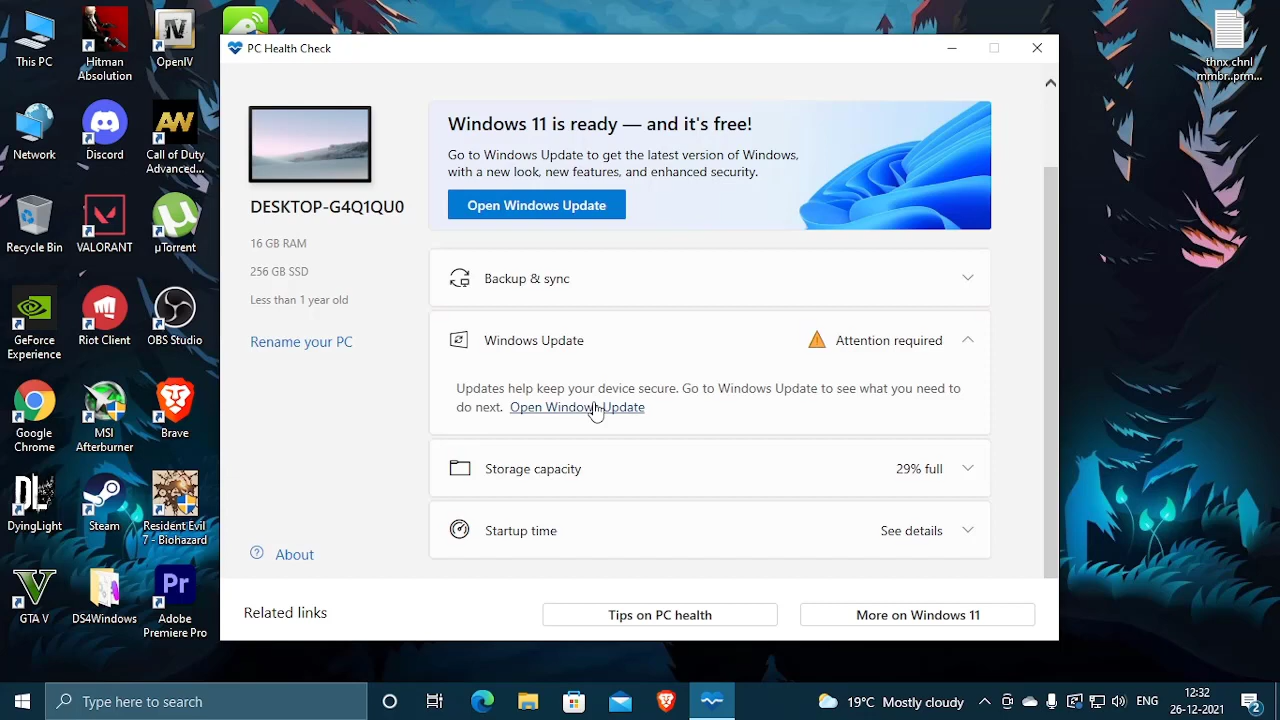 This PC
Hitman
Absolution
OpenIV
thnx chnl
mmbr..prm...
Network
Discord
Call of Duty
Advanced...
Recycle Bin
VALORANT
µTorrent
GeForce
Experience
Riot Client
OBS Studio
Google
Chrome
MSI
Afterburner
Brave
DyingLight
Steam
Resident Evil
7 - Biohazard
GTA V
DS4Windows
Adobe
Premiere Pro
PC Health Check
DESKTOP-G4Q1QU0
16 GB RAM
256 GB SSD
Less than 1 year old
Rename your PC
About
Windows 11 is ready — and it's free!
Go to Windows Update to get the latest version of Windows,
with a new look, new features, and enhanced security.
Open Windows Update
Backup & sync
Windows Update
Attention required
Updates help keep your device secure. Go to Windows Update to see what you need to
do next. Open Windows Update
Storage capacity
29% full
Startup time
See details
Related links
Tips on PC health
More on Windows 11
Type here to search
19°C Mostly cloudy
ENG
12:32
26-12-2021
2